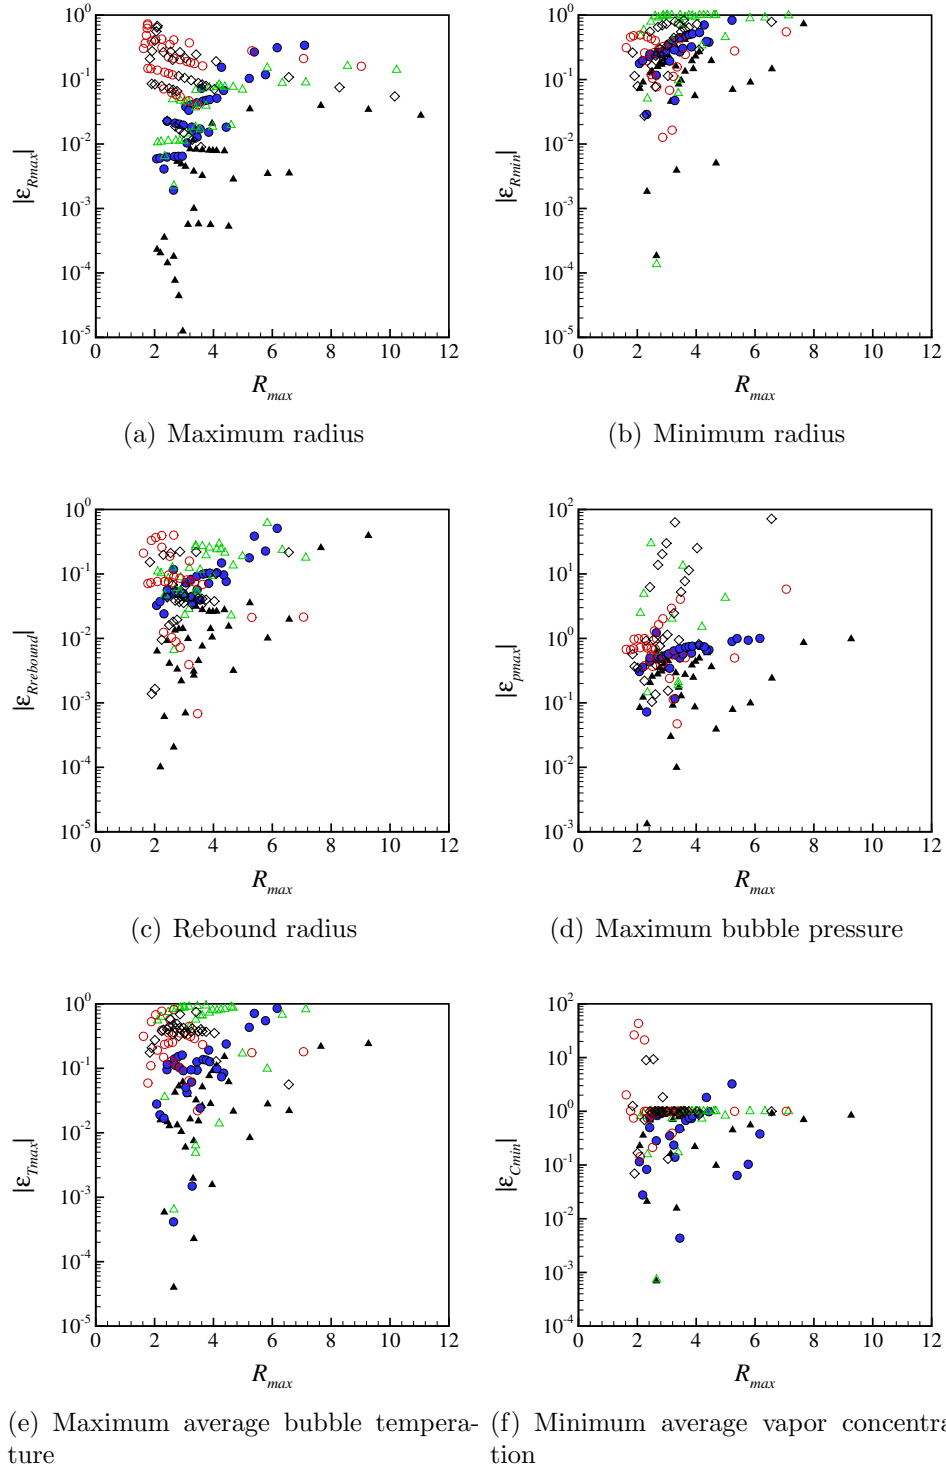 10^0 10^0
10^-1 10^-1
10^-2 10^-2
10^-3 10^-3
10^-4 10^-4
10^-5 10^-5
|ε_Rmax| |ε_Rmin|
0 2 4 6 8 10 12 0 2 4 6 8 10 12
R_max R_max
(a) Maximum radius (b) Minimum radius
10^0 10^2
10^-1 10^1
10^-2 10^0
10^-3 10^-1
10^-4 10^-2
10^-5 10^-3
|ε_Rrebound| |ε_pmax|
0 2 4 6 8 10 12 0 2 4 6 8 10 12
R_max R_max
(c) Rebound radius (d) Maximum bubble pressure
10^0 10^2
10^-1 10^1
10^-2 10^0
10^-3 10^-1
10^-4 10^-2
10^-5 10^-3
10^-4
|ε_Tmax| |ε_Cmin|
0 2 4 6 8 10 12 0 2 4 6 8 10 12
R_max R_max
(e) Maximum average bubble tempera- (f) Minimum average vapor concentra
ture tion